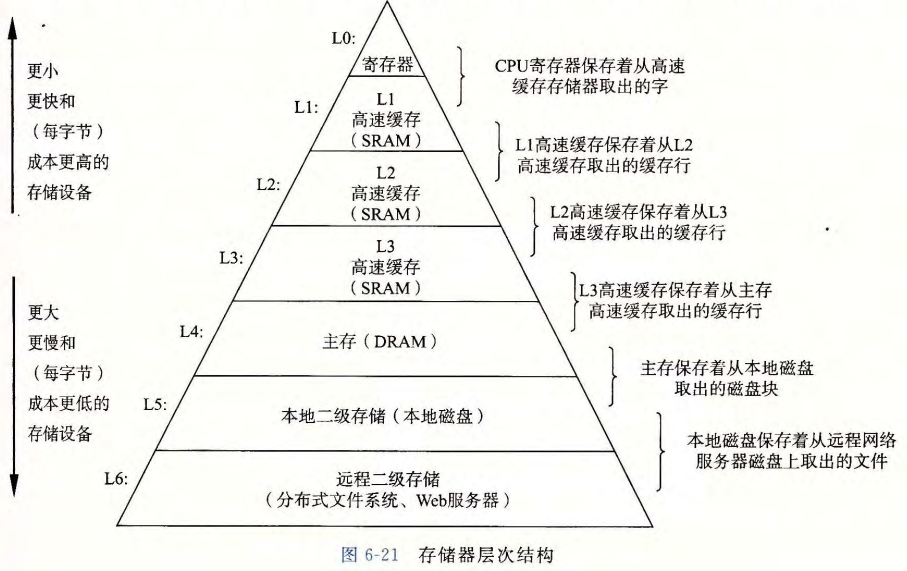 L0:
寄存器
CPU寄存器保存着从高速
缓存存储器取出的字
更小
更快和
（每字节）
成本更高的
存储设备
L1:
L1
高速缓存
（SRAM）
L1高速缓存保存着从L2
高速缓存取出的缓存行
L2:
L2
高速缓存
（SRAM）
L2高速缓存保存着从L3
高速缓存取出的缓存行
L3:
L3
高速缓存
（SRAM）
L3高速缓存保存着从主存
高速缓存取出的缓存行
更大
更慢和
（每字节）
成本更低的
存储设备
L4:
主存（DRAM）
主存保存着从本地磁盘
取出的磁盘块
L5:
本地二级存储（本地磁盘）
本地磁盘保存着从远程网络
服务器磁盘上取出的文件
L6:
远程二级存储
（分布式文件系统、Web服务器）
图 6-21 存储器层次结构